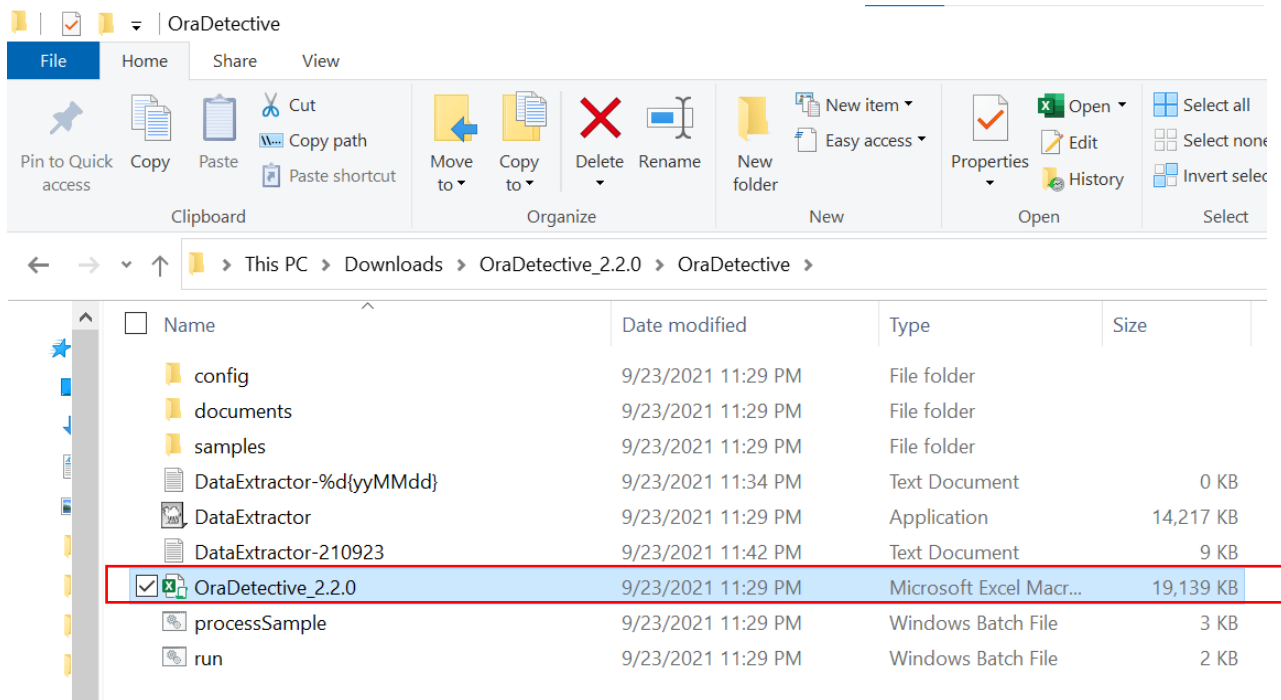 OraDetective
File Home Share View
Cut
Copy path
Paste shortcut
Pin to Quick access
Copy
Paste
Clipboard
Move to
Copy to
Delete
Rename
Organize
New folder
New item
Easy access
New
Properties
Open
Edit
History
Open
Select all
Select none
Invert selec
Select
This PC > Downloads > OraDetective_2.2.0 > OraDetective >
Name Date modified Type Size
config 9/23/2021 11:29 PM File folder
documents 9/23/2021 11:29 PM File folder
samples 9/23/2021 11:29 PM File folder
DataExtractor-%d{yyMMdd} 9/23/2021 11:34 PM Text Document 0 KB
DataExtractor 9/23/2021 11:29 PM Application 14,217 KB
DataExtractor-210923 9/23/2021 11:42 PM Text Document 9 KB
OraDetective_2.2.0 9/23/2021 11:29 PM Microsoft Excel Macr... 19,139 KB
processSample 9/23/2021 11:29 PM Windows Batch File 3 KB
run 9/23/2021 11:29 PM Windows Batch File 2 KB